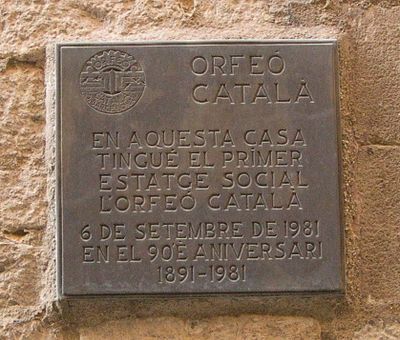 ORFEÓ
CATALÀ
EN AQUESTA CASA
TINGUÉ EL PRIMER
ESTATGE SOCIAL
L'ORFEÓ CATALÀ
6 DE SETEMBRE DE 1981
EN EL 90È ANIVERSARI
1891-1981